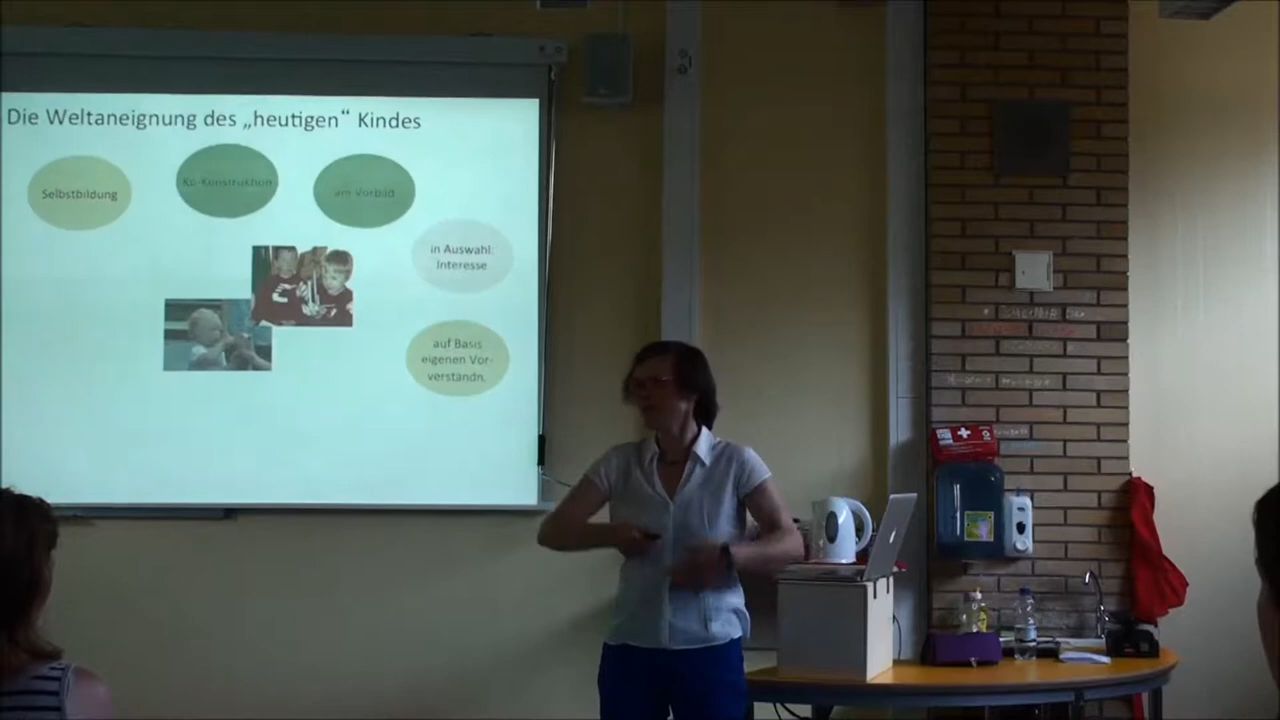 Die Weltaneignung des „heutigen“ Kindes
Selbstbildung
Ko-Konstruktion
am Vorbild
in Auswahl:
Interesse
auf Basis
eigenen Vor-
verständn.